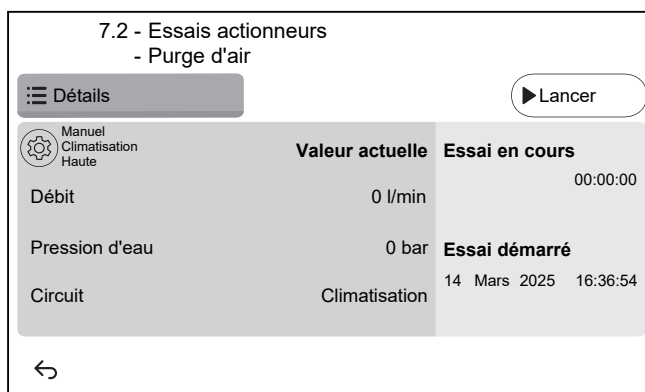 7.2 - Essais actionneurs
- Purge d'air
Détails
Lancer
Manuel
Climatisation
Haute
Valeur actuelle
Essai en cours
00:00:00
Débit
0 l/min
Pression d'eau
0 bar
Essai démarré
14 Mars 2025 16:36:54
Circuit
Climatisation